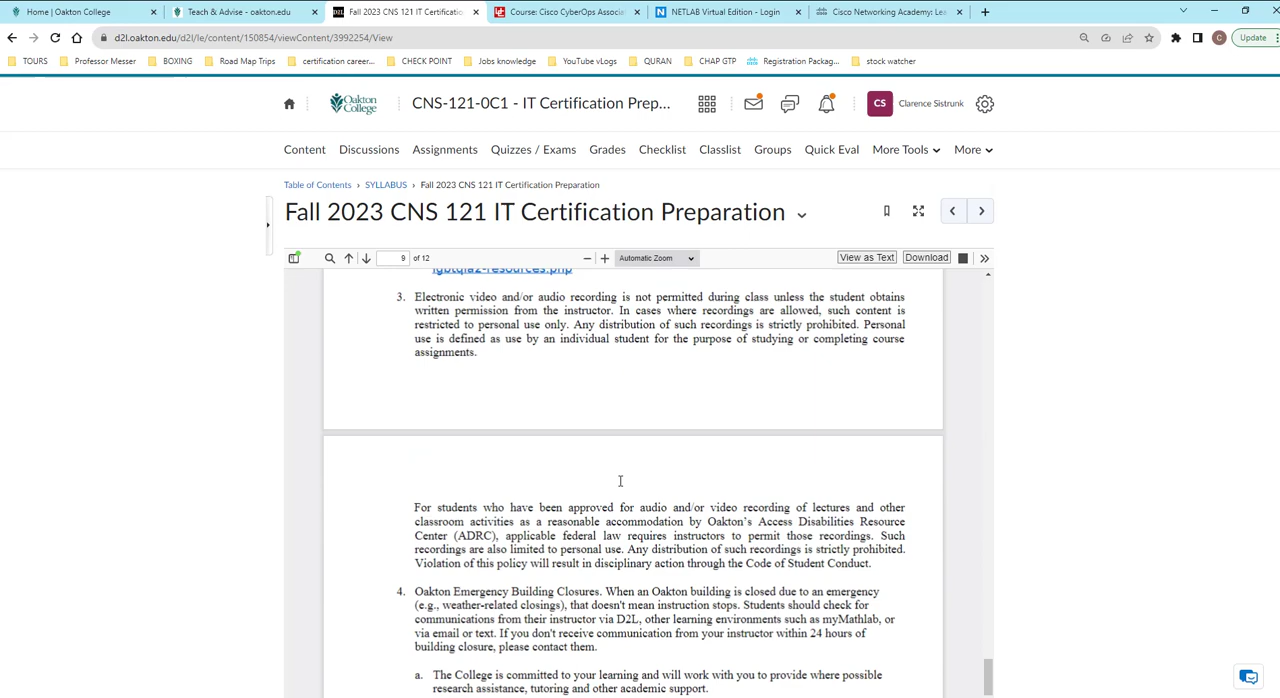 Home | Oakton College
Teach & Advise - oakton.edu
D2L Fall 2023 CNS 121 IT Certificatio
Course: Cisco CyberOps Associa
NETLAB Virtual Edition - Login
Cisco Networking Academy: Lea
d2l.oakton.edu/d2l/le/content/150854/viewContent/3992254/View
C
Update
TOURS
Professor Messer
BOXING
Road Map Trips
certification career...
CHECK POINT
Jobs knowledge
YouTube vLogs
QURAN
CHAP GTP
Registration Packag...
stock watcher
Oakton College
CNS-121-0C1 - IT Certification Prep...
CS
Clarence Sistrunk
Content
Discussions
Assignments
Quizzes / Exams
Grades
Checklist
Classlist
Groups
Quick Eval
More Tools
More
Table of Contents › SYLLABUS › Fall 2023 CNS 121 IT Certification Preparation
Fall 2023 CNS 121 IT Certification Preparation
9 of 12
Automatic Zoom
View as Text
Download
lgbtqia2-resources.php
3. Electronic video and/or audio recording is not permitted during class unless the student obtains
written permission from the instructor. In cases where recordings are allowed, such content is
restricted to personal use only. Any distribution of such recordings is strictly prohibited. Personal
use is defined as use by an individual student for the purpose of studying or completing course
assignments.
For students who have been approved for audio and/or video recording of lectures and other
classroom activities as a reasonable accommodation by Oakton's Access Disabilities Resource
Center (ADRC), applicable federal law requires instructors to permit those recordings. Such
recordings are also limited to personal use. Any distribution of such recordings is strictly prohibited.
Violation of this policy will result in disciplinary action through the Code of Student Conduct.
4. Oakton Emergency Building Closures. When an Oakton building is closed due to an emergency
(e.g., weather-related closings), that doesn't mean instruction stops. Students should check for
communications from their instructor via D2L, other learning environments such as myMathlab, or
via email or text. If you don't receive communication from your instructor within 24 hours of
building closure, please contact them.
a. The College is committed to your learning and will work with you to provide where possible
research assistance, tutoring and other academic support.